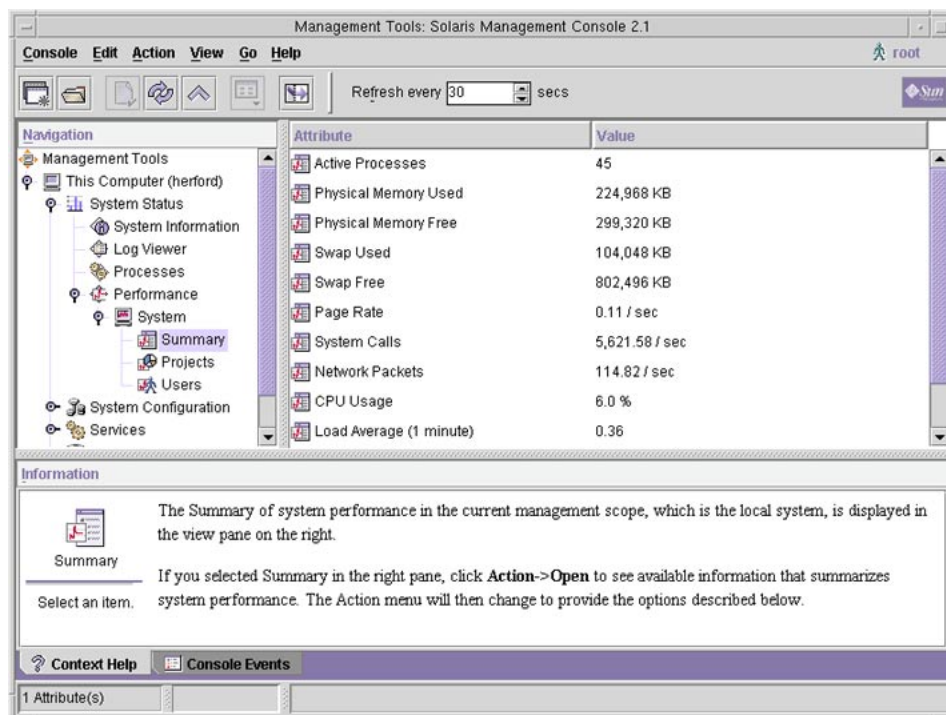 Management Tools: Solaris Management Console 2.1
Console Edit Action View Go Help
root
Refresh every 30 secs
Sun
Navigation
Attribute Value
Management Tools
This Computer (herford)
System Status
System Information
Log Viewer
Processes
Performance
System
Summary
Projects
Users
System Configuration
Services
Active Processes 45
Physical Memory Used 224,968 KB
Physical Memory Free 299,320 KB
Swap Used 104,048 KB
Swap Free 802,496 KB
Page Rate 0.11 / sec
System Calls 5,621.58 / sec
Network Packets 114.82 / sec
CPU Usage 6.0 %
Load Average (1 minute) 0.36
Information
Summary
Select an item.
The Summary of system performance in the current management scope, which is the local system, is displayed in
the view pane on the right.
If you selected Summary in the right pane, click Action->Open to see available information that summarizes
system performance. The Action menu will then change to provide the options described below.
Context Help Console Events
1 Attribute(s)